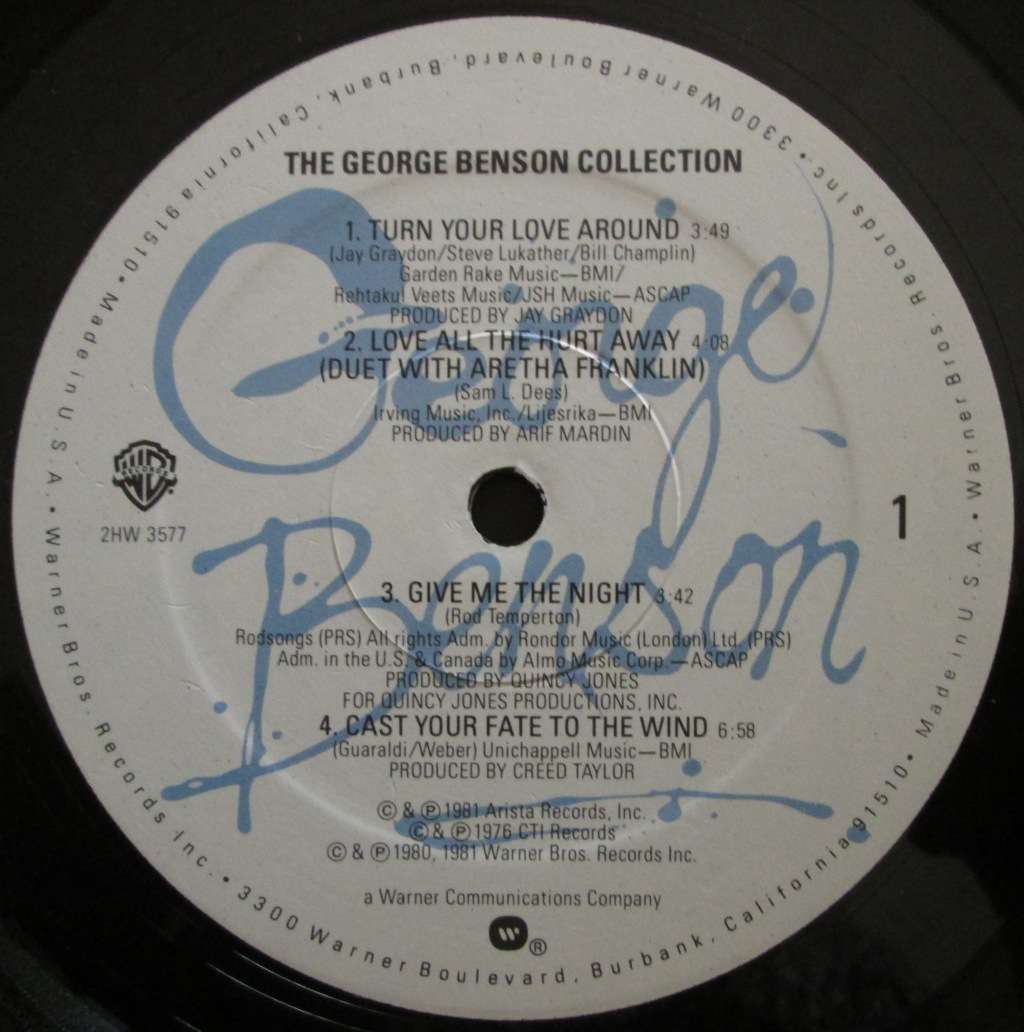 THE GEORGE BENSON COLLECTION
1. TURN YOUR LOVE AROUND 3:49
(Jay Graydon/Steve Lukather/Bill Champlin)
Garden Rake Music—BMI/
Rehtakul Veets Music/JSH Music—ASCAP
PRODUCED BY JAY GRAYDON
2. LOVE ALL THE HURT AWAY 4:08
(DUET WITH ARETHA FRANKLIN)
(Sam L. Dees)
Irving Music, Inc./Lijesrika—BMI
PRODUCED BY ARIF MARDIN
George
WB
RECORDS
2HW 3577
1
Benson
3. GIVE ME THE NIGHT 3:42
(Rod Temperton)
Rodsongs (PRS) All rights Adm. by Rondor Music (London) Ltd. (PRS)
Adm. in the U.S. & Canada by Almo Music Corp.—ASCAP
PRODUCED BY QUINCY JONES
FOR QUINCY JONES PRODUCTIONS, INC.
4. CAST YOUR FATE TO THE WIND 6:58
(Guaraldi/Weber) Unichappell Music—BMI
PRODUCED BY CREED TAYLOR
© & ℗ 1981 Arista Records, Inc.
© & ℗ 1976 CTI Records
© & ℗ 1980, 1981 Warner Bros. Records Inc.
a Warner Communications Company
W ®
Made in U.S.A. • Warner Bros. Records Inc. • 3300 Warner Boulevard, Burbank, California 91510 • Made in U.S.A. • Warner Bros. Records Inc. • 3300 Warner Boulevard, Burbank, California 91510 •